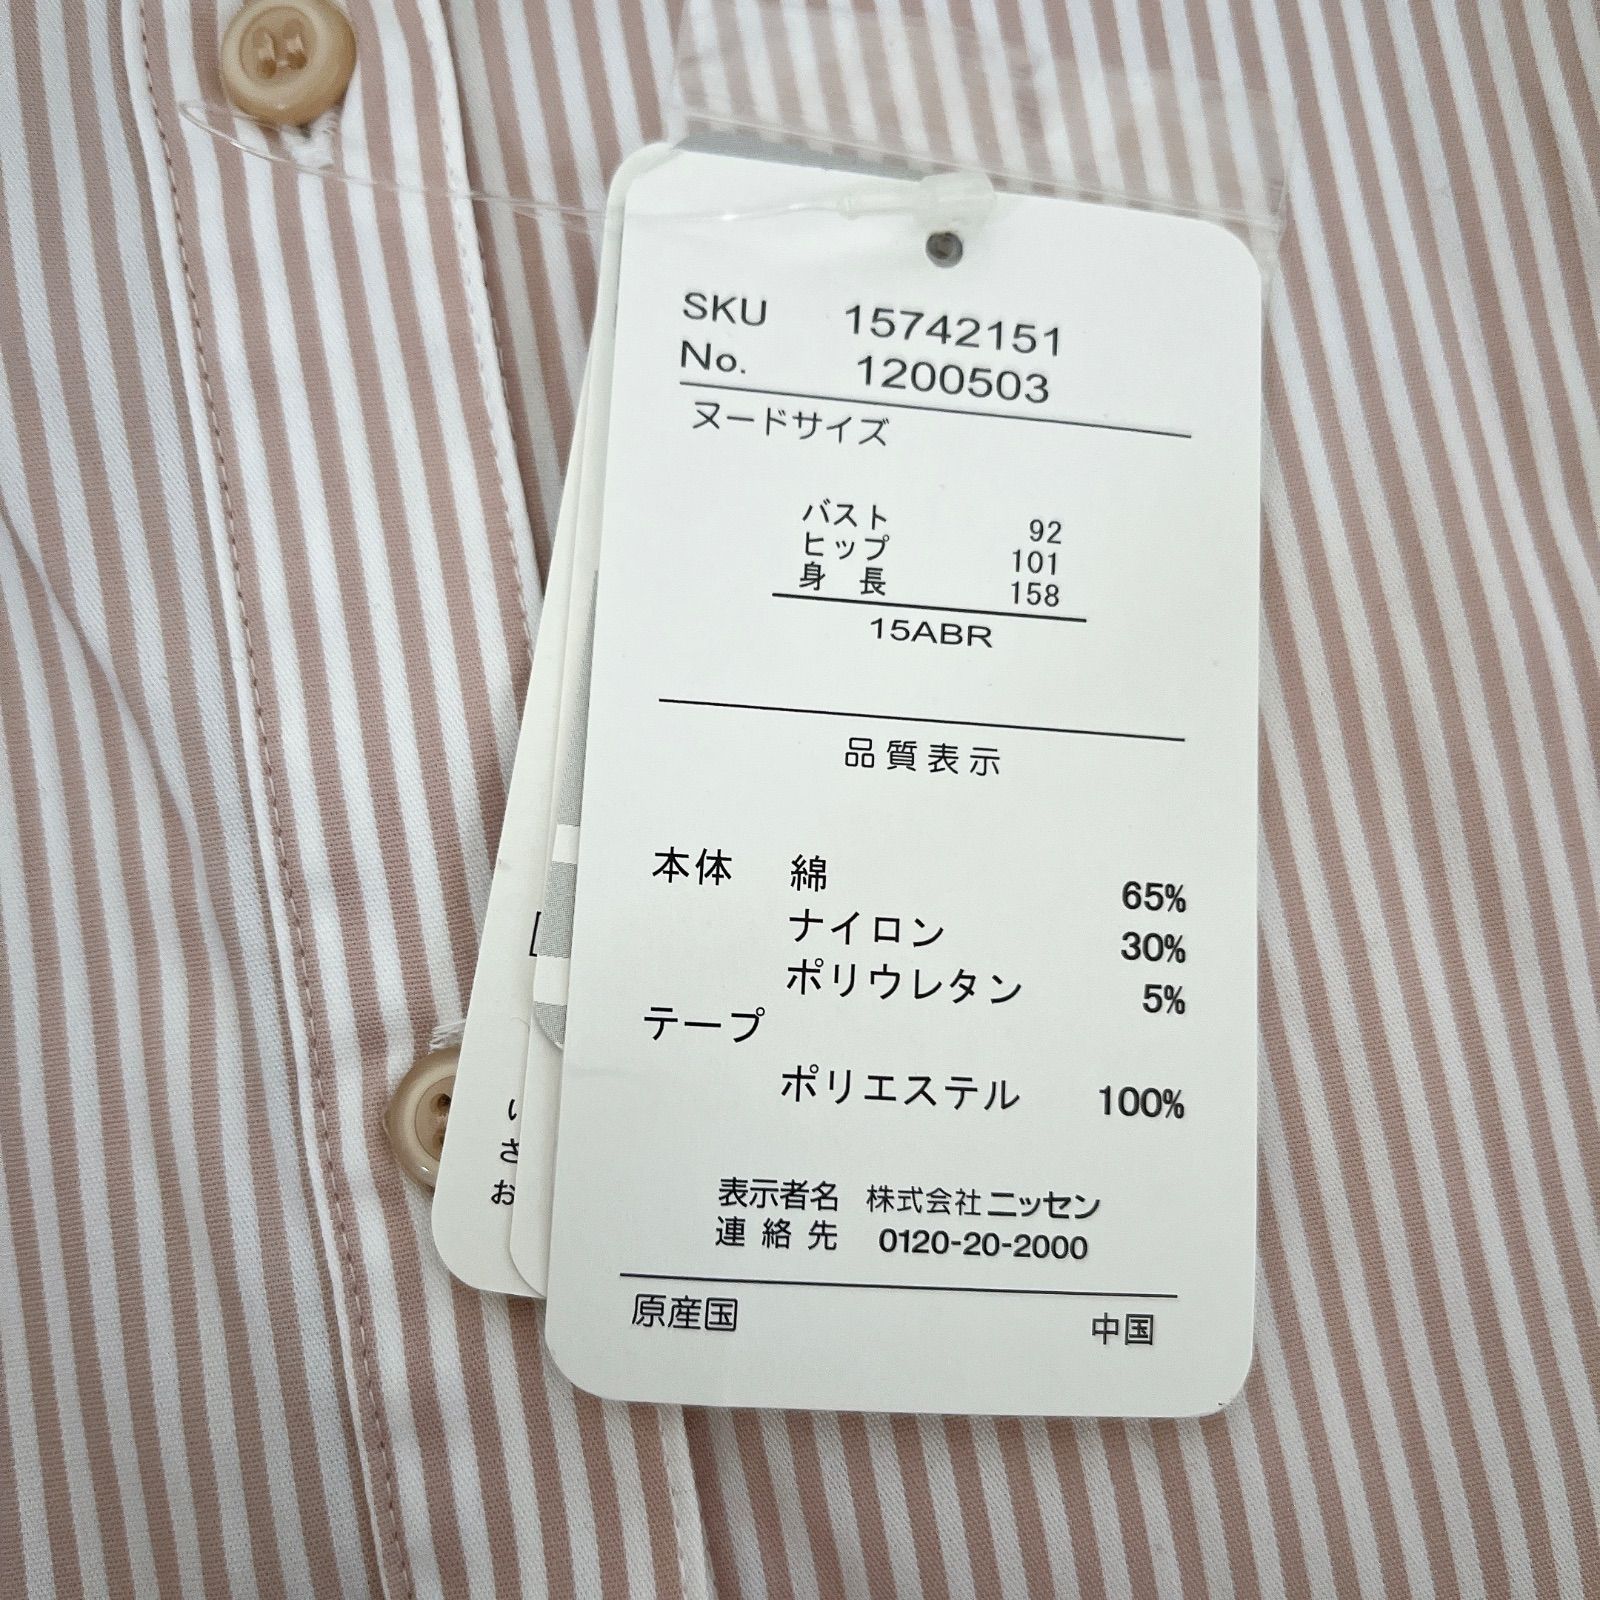 SKU 15742151
No. 1200503
ヌードサイズ
バスト 92
ヒップ 101
身長 158
15ABR
品質表示
本体 綿 65%
ナイロン 30%
ポリウレタン 5%
テープ
ポリエステル 100%
表示者名 株式会社ニッセン
連絡先 0120-20-2000
原産国 中国
さ
お